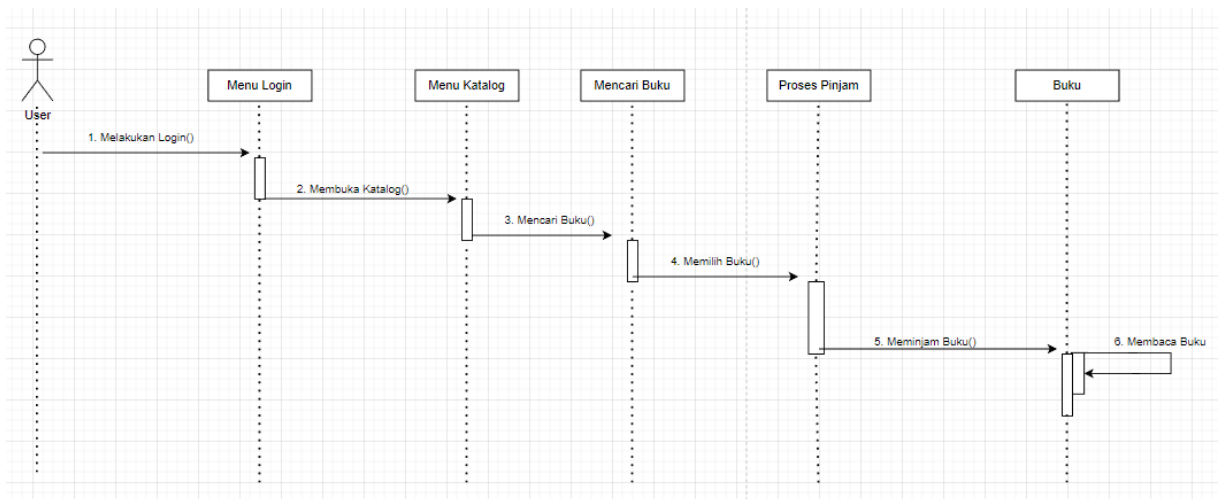 User
Menu Login
Menu Katalog
Mencari Buku
Proses Pinjam
Buku
1. Melakukan Login()
2. Membuka Katalog()
3. Mencari Buku()
4. Memilih Buku()
5. Meminjam Buku()
6. Membaca Buku